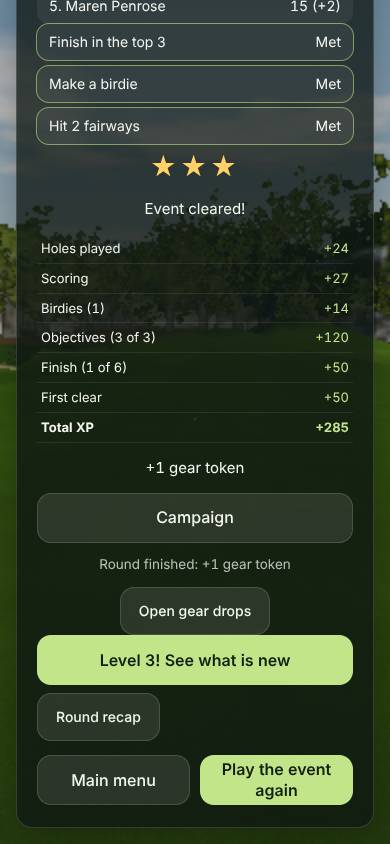 5. Maren Penrose 15 (+2)
Finish in the top 3 Met
Make a birdie Met
Hit 2 fairways Met
Event cleared!
Holes played +24
Scoring +27
Birdies (1) +14
Objectives (3 of 3) +120
Finish (1 of 6) +50
First clear +50
Total XP +285
+1 gear token
Campaign
Round finished: +1 gear token
Open gear drops
Level 3! See what is new
Round recap
Main menu
Play the event
again